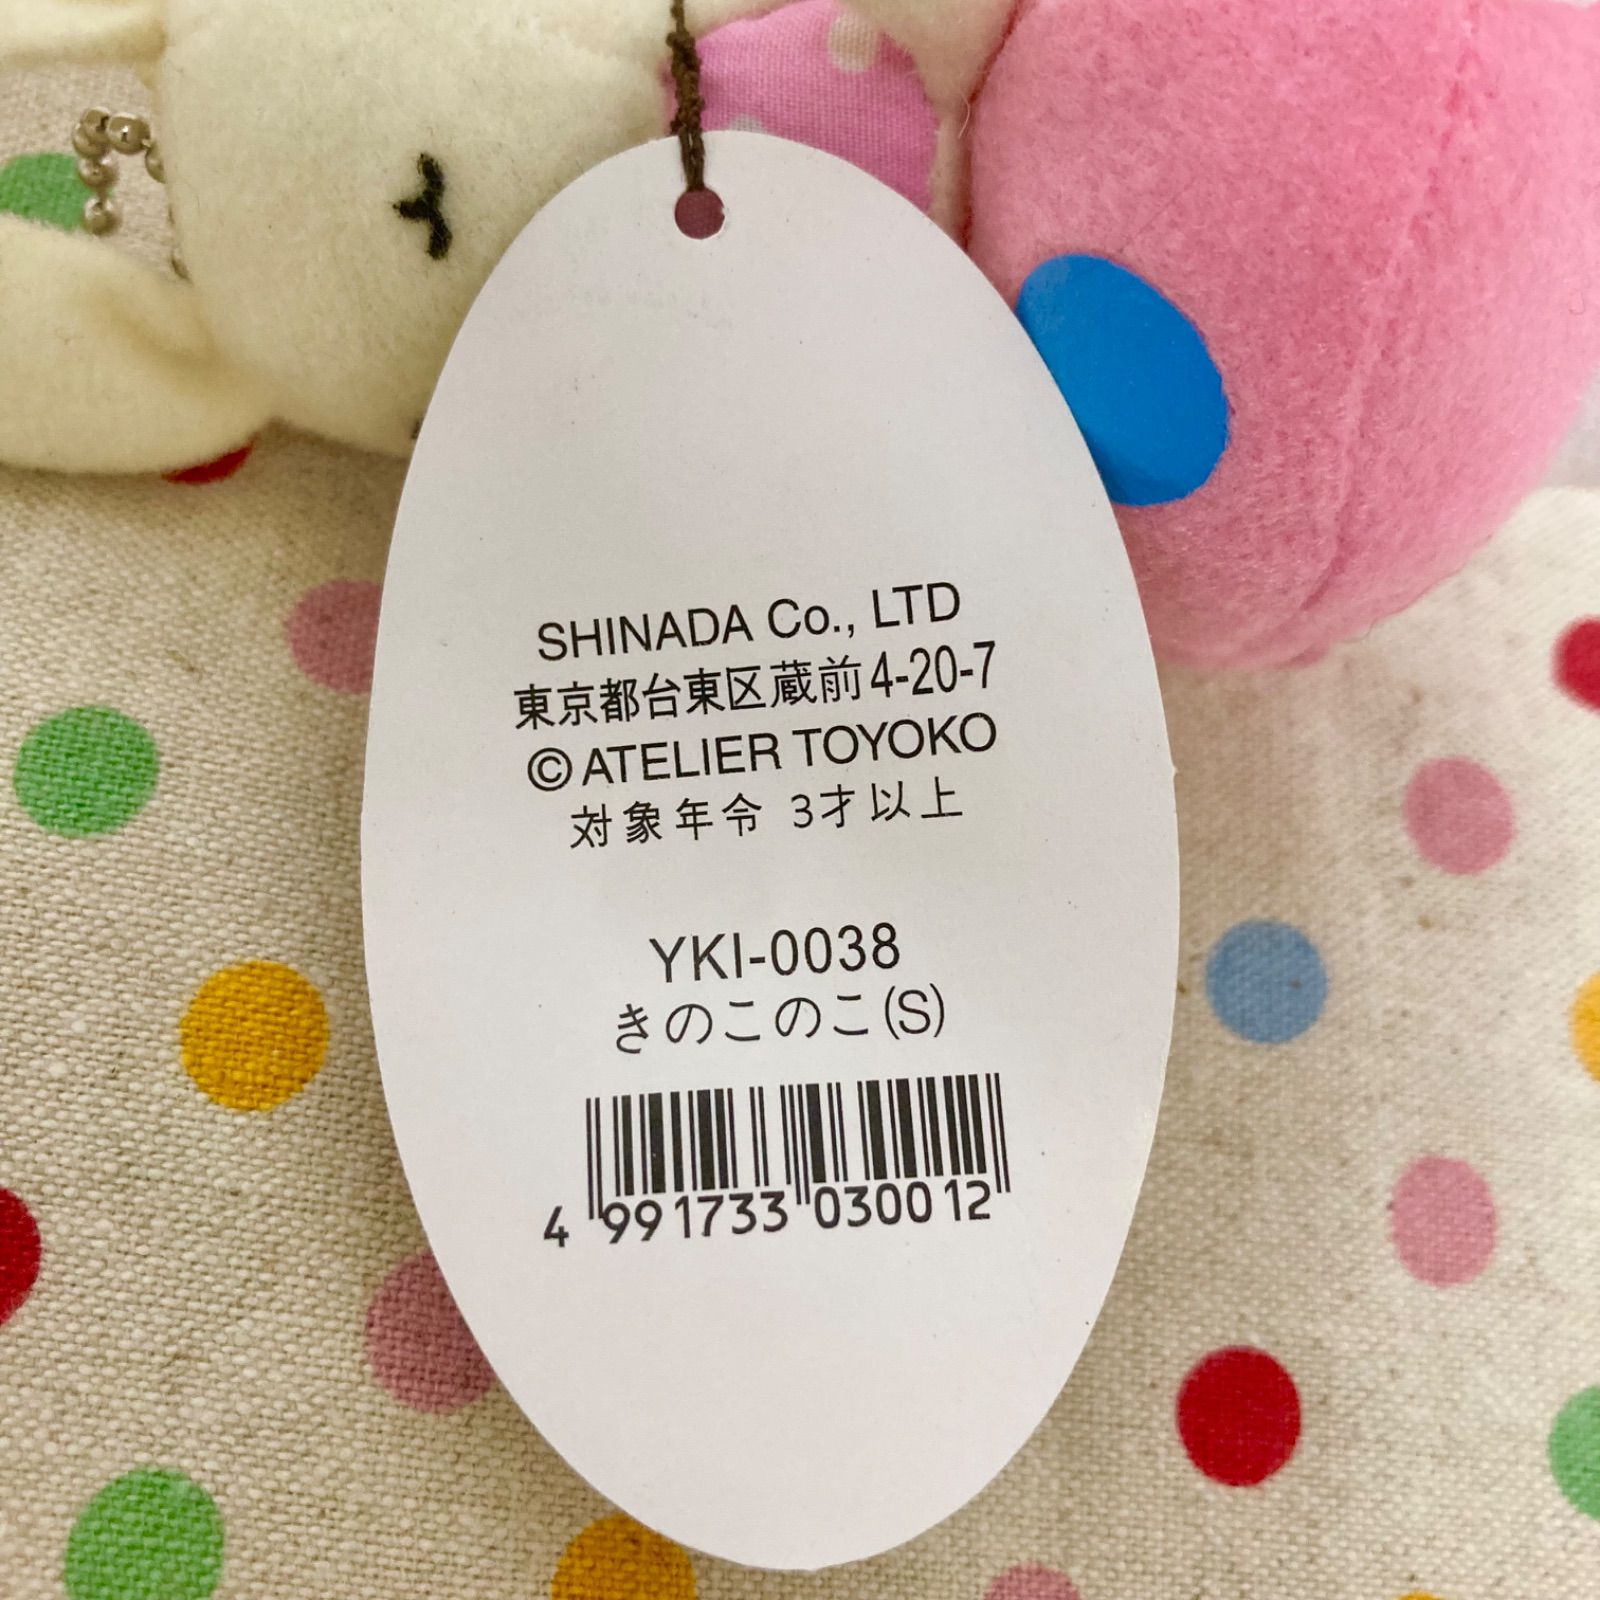 SHINADA Co., LTD
東京都台東区蔵前4-20-7
© ATELIER TOYOKO
対象年令 3才以上
YKI-0038
きのこのこ(S)
4 991733 030012